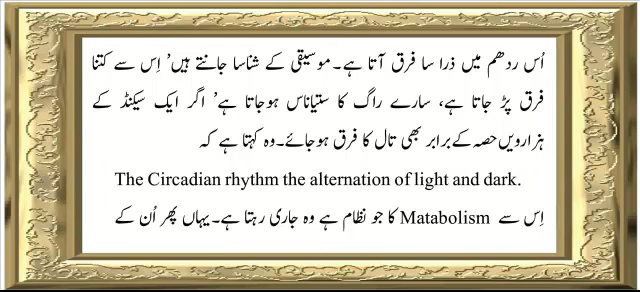 اُس ردھم میں ذرا سا فرق آتا ہے۔ موسیقی کے شناسا جانتے ہیں’ اِس سے کتنا
فرق پڑ جاتا ہے، سارے راگ کا ستیاناس ہوجاتا ہے’ اگر ایک سیکنڈ کے
ہزارویں حصہ کے برابر بھی تال کا فرق ہوجائے۔ وہ کہتا ہے کہ
The Circadian rhythm the alternation of light and dark.
اِس سے Matabolism کا جو نظام ہے وہ جاری رہتا ہے۔ یہاں پھر اُن کے